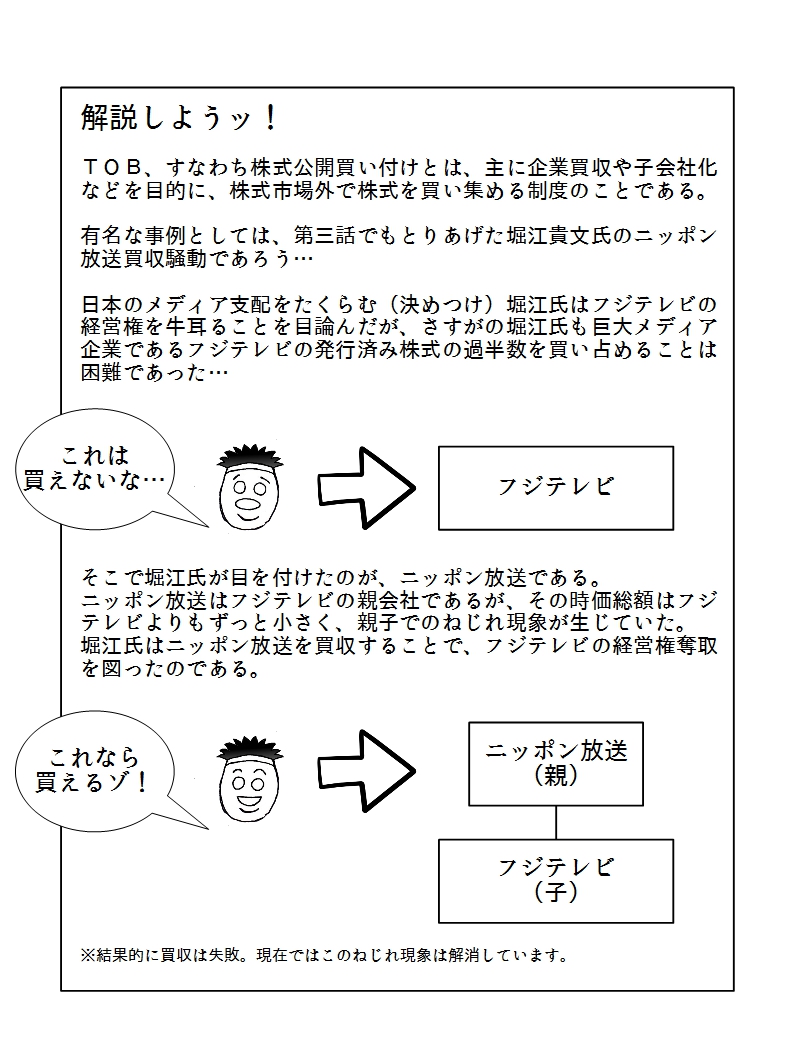 解説しようッ！
ＴＯＢ、すなわち株式公開買い付けとは、主に企業買収や子会社化
などを目的に、株式市場外で株式を買い集める制度のことである。
有名な事例としては、第三話でもとりあげた堀江貴文氏のニッポン
放送買収騒動であろう…
日本のメディア支配をたくらむ（決めつけ）堀江氏はフジテレビの
経営権を牛耳ることを目論んだが、さすがの堀江氏も巨大メディア
企業であるフジテレビの発行済み株式の過半数を買い占めることは
困難であった…
これは
買えないな…
フジテレビ
そこで堀江氏が目を付けたのが、ニッポン放送である。
ニッポン放送はフジテレビの親会社であるが、その時価総額はフジ
テレビよりもずっと小さく、親子でのねじれ現象が生じていた。
堀江氏はニッポン放送を買収することで、フジテレビの経営権奪取
を図ったのである。
これなら
買えるゾ！
ニッポン放送
（親）
フジテレビ
（子）
※結果的に買収は失敗。現在ではこのねじれ現象は解消しています。